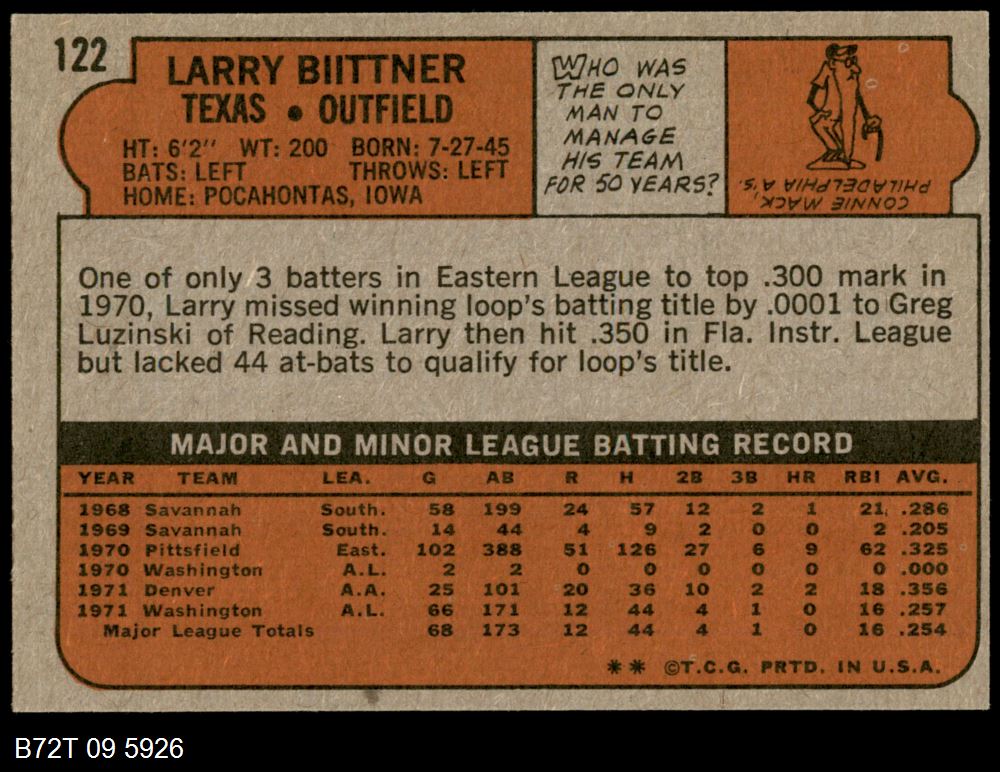 122
LARRY BIITTNER
TEXAS • OUTFIELD
HT: 6'2" WT: 200 BORN: 7-27-45
BATS: LEFT THROWS: LEFT
HOME: POCAHONTAS, IOWA
WHO WAS
THE ONLY
MAN TO
MANAGE
HIS TEAM
FOR 50 YEARS?
CONNIE MACK,
PHILADELPHIA A'S.
One of only 3 batters in Eastern League to top .300 mark in
1970, Larry missed winning loop's batting title by .0001 to Greg
Luzinski of Reading. Larry then hit .350 in Fla. Instr. League
but lacked 44 at-bats to qualify for loop's title.
MAJOR AND MINOR LEAGUE BATTING RECORD
YEAR TEAM LEA. G AB R H 2B 3B HR RBI AVG.
1968 Savannah South. 58 199 24 57 12 2 1 21 .286
1969 Savannah South. 14 44 4 9 2 0 0 2 .205
1970 Pittsfield East. 102 388 51 126 27 6 9 62 .325
1970 Washington A.L. 2 2 0 0 0 0 0 0 .000
1971 Denver A.A. 25 101 20 36 10 2 2 18 .356
1971 Washington A.L. 66 171 12 44 4 1 0 16 .257
Major League Totals 68 173 12 44 4 1 0 16 .254
** ©T.C.G. PRTD. IN U.S.A.
B72T 09 5926